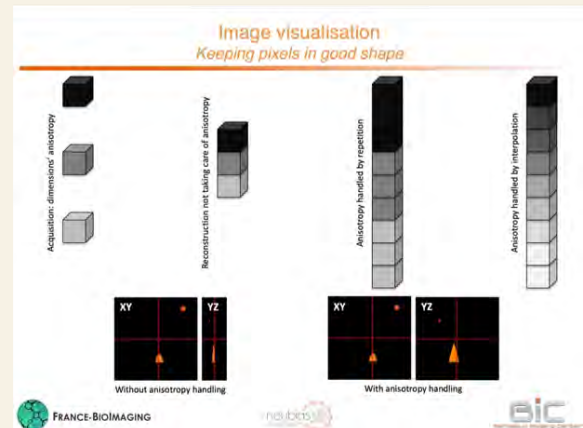 Image visualisation
Keeping pixels in good shape
Acquisition: dimensions' anisotropy
Reconstruction not taking care of anisotropy
Anisotropy handled by repetition
Anisotropy handled by interpolation
XY
YZ
XY
YZ
Without anisotropy handling
With anisotropy handling
FRANCE-BIOIMAGING
neubias
BIC